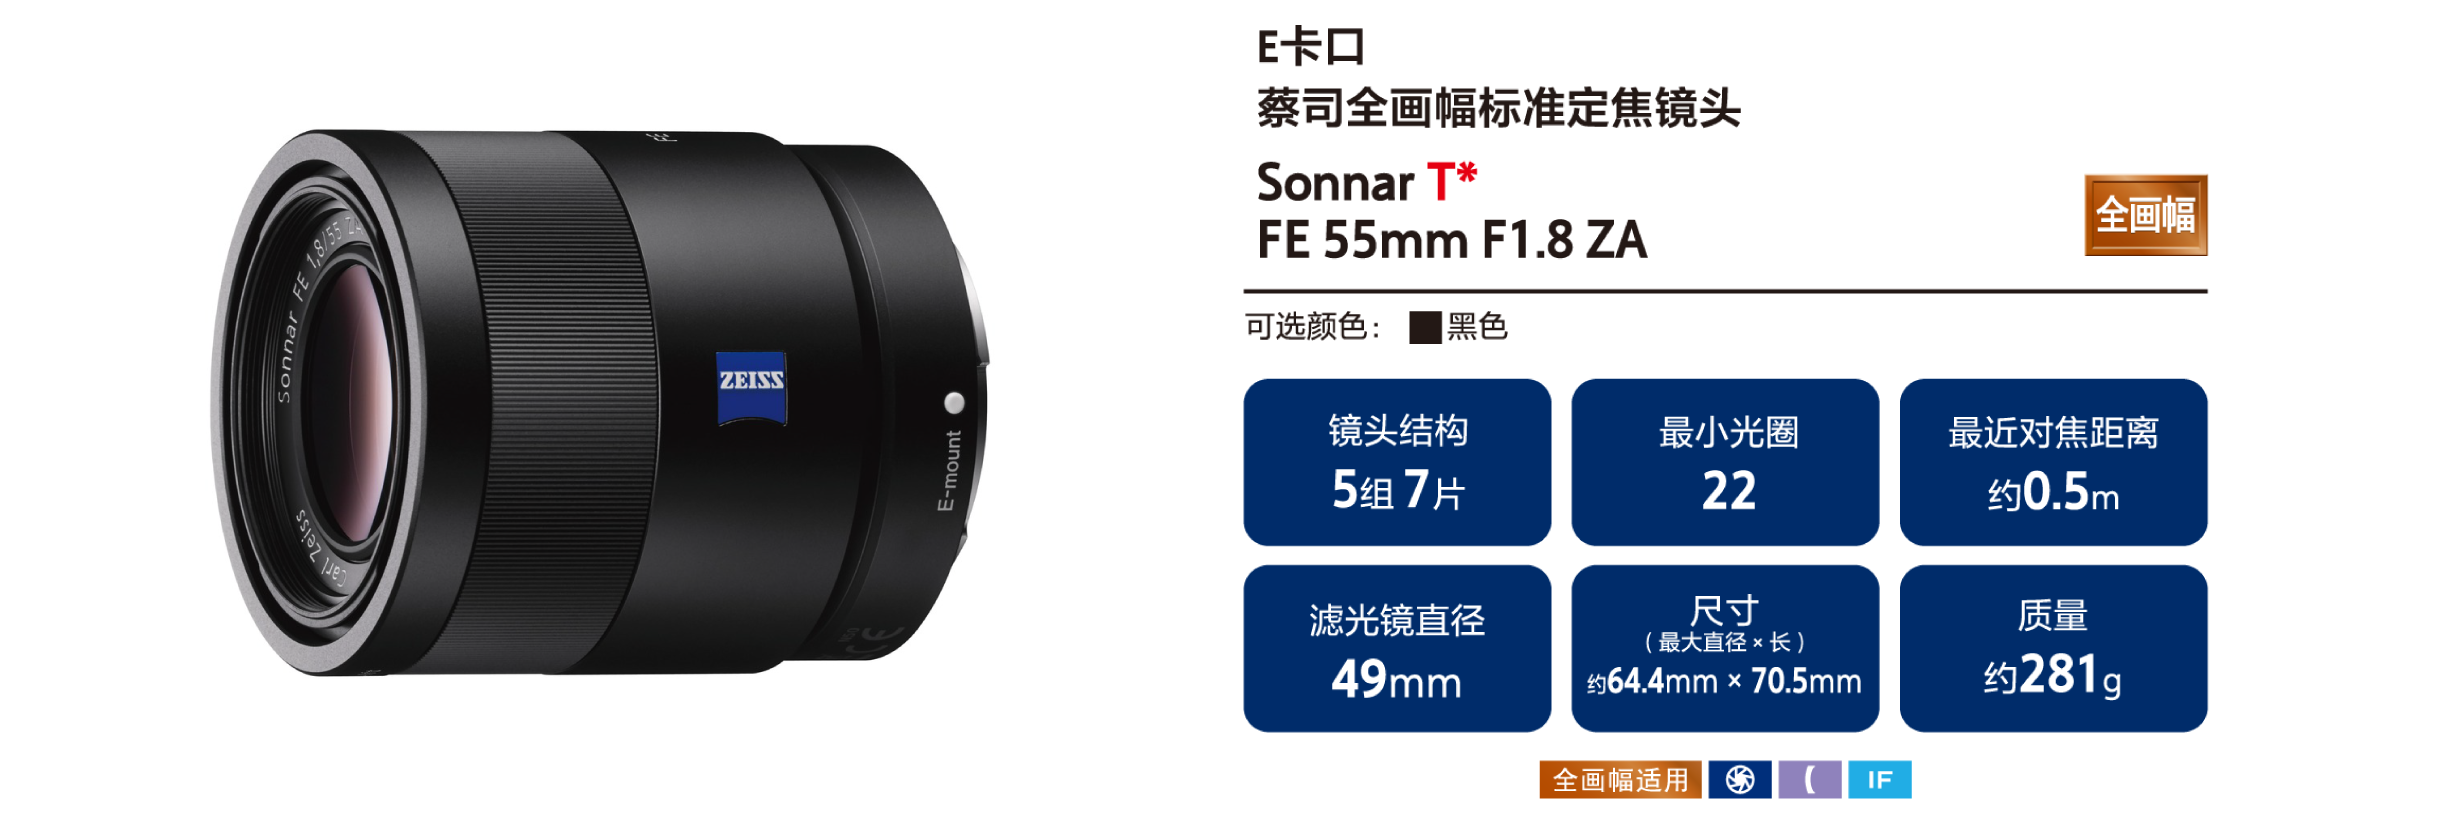 E卡口
蔡司全画幅标准定焦镜头
Sonnar T*
FE 55mm F1.8 ZA
全画幅
可选颜色： 黑色
镜头结构
5组 7片
最小光圈
22
最近对焦距离
约0.5m
滤光镜直径
49mm
尺寸
（最大直径 × 长）
约64.4mm × 70.5mm
质量
约281g
全画幅适用
IF
Sonnar FE 1,8/55 ZA
Carl Zeiss
FE
ZEISS
E-mount
CE